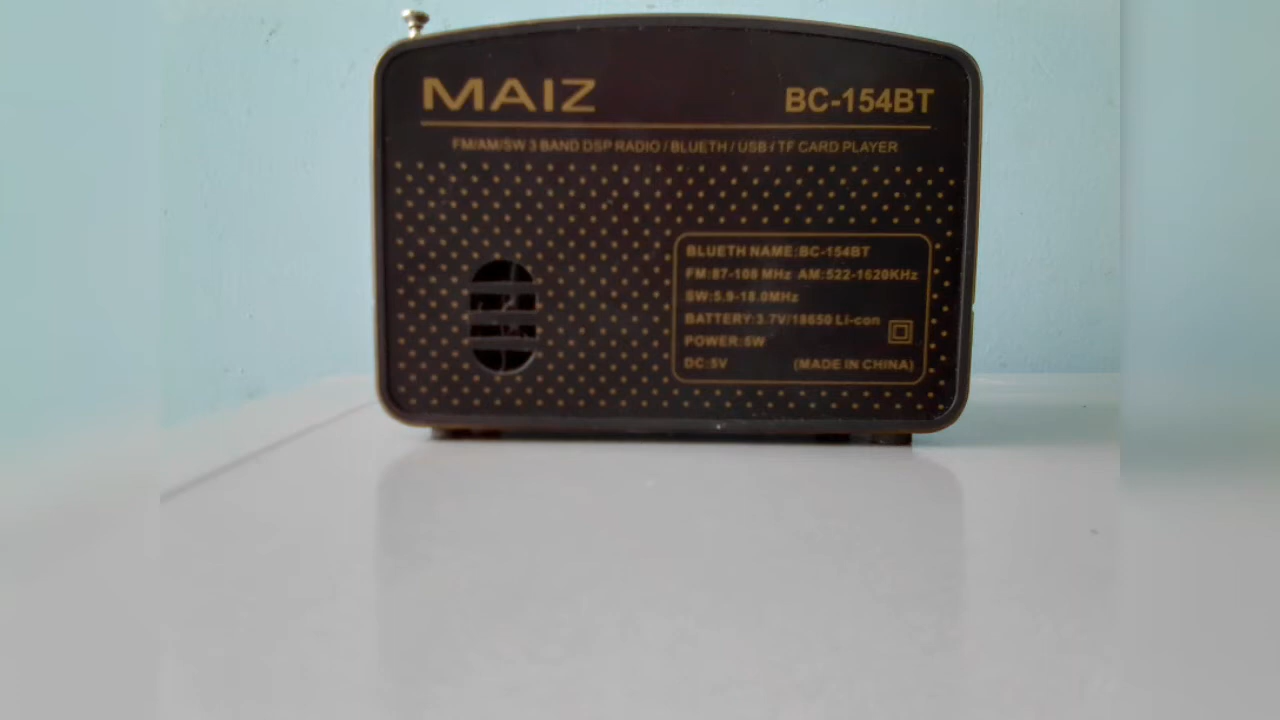 MAIZ BC-154BT
FM/AM/SW 3 BAND DSP RADIO / BLUETH / USB / TF CARD PLAYER
BLUETH NAME:BC-154BT
FM:87-108 MHz AM:522-1620KHz
SW:5.9-18.0MHz
BATTERY:3.7V/18650 Li-con
POWER:5W
DC:5V (MADE IN CHINA)